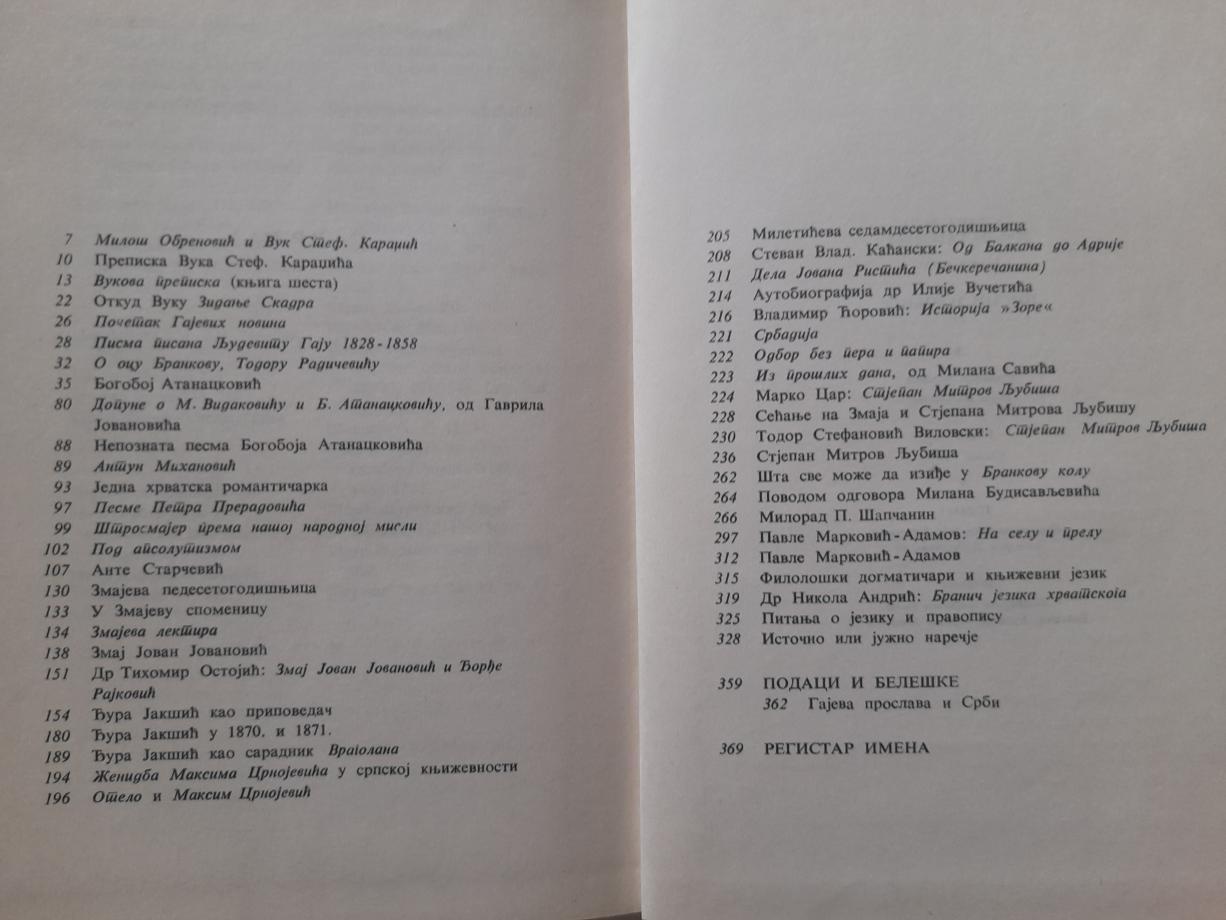 7 Милош Обреновић и Вук Стеф. Караџић
10 Преписка Вука Стеф. Караџића
13 Вукова преписка (књига шеста)
22 Откуд Вуку Зидање Скадра
26 Почетак Гајевих новина
28 Писма писана Људевиту Гају 1828-1858
32 О оцу Бранкову, Тодору Радичевићу
35 Богобој Атанацковић
80 Допуне о М. Видаковићу и Б. Атанацковићу, од Гаврила
Јовановића
88 Непозната песма Богобоја Атанацковића
89 Антун Михановић
93 Једна хрватска романтичарка
97 Песме Петра Прерадовића
99 Штросмајер према нашој народној мисли
102 Под апсолутизмом
107 Анте Старчевић
130 Змајева педесетогодишњица
133 У Змајеву споменицу
134 Змајева лектира
138 Змај Јован Јовановић
151 Др Тихомир Остојић: Змај Јован Јовановић и Ђорђе
Рајковић
154 Ђура Јакшић као приповедач
180 Ђура Јакшић у 1870. и 1871.
189 Ђура Јакшић као сарадник Враголана
194 Женидба Максима Црнојевића у српској књижевности
196 Отело и Максим Црнојевић
205 Милетићева седамдесетогодишњица
208 Стеван Влад. Каћански: Од Балкана до Адрије
211 Дела Јована Ристића (Бечкеречанина)
214 Аутобиографија др Илије Вучетића
216 Владимир Ћоровић: Историја »Зоре«
221 Србадија
222 Одбор без пера и папира
223 Из прошлих дана, од Милана Савића
224 Марко Цар: Стјепан Митров Љубиша
228 Сећање на Змаја и Стјепана Митрова Љубишу
230 Тодор Стефановић Виловски: Стјепан Митров Љубиша
236 Стјепан Митров Љубиша
262 Шта све може да изиђе у Бранкову колу
264 Поводом одговора Милана Будисављевића
266 Милорад П. Шапчанин
297 Павле Марковић-Адамов: На селу и прелу
312 Павле Марковић-Адамов
315 Филолошки догматичари и књижевни језик
319 Др Никола Андрић: Бранич језика хрватскога
325 Питања о језику и правопису
328 Источно или јужно наречје
359 ПОДАЦИ И БЕЛЕШКЕ
362 Гајева прослава и Срби
369 РЕГИСТАР ИМЕНА